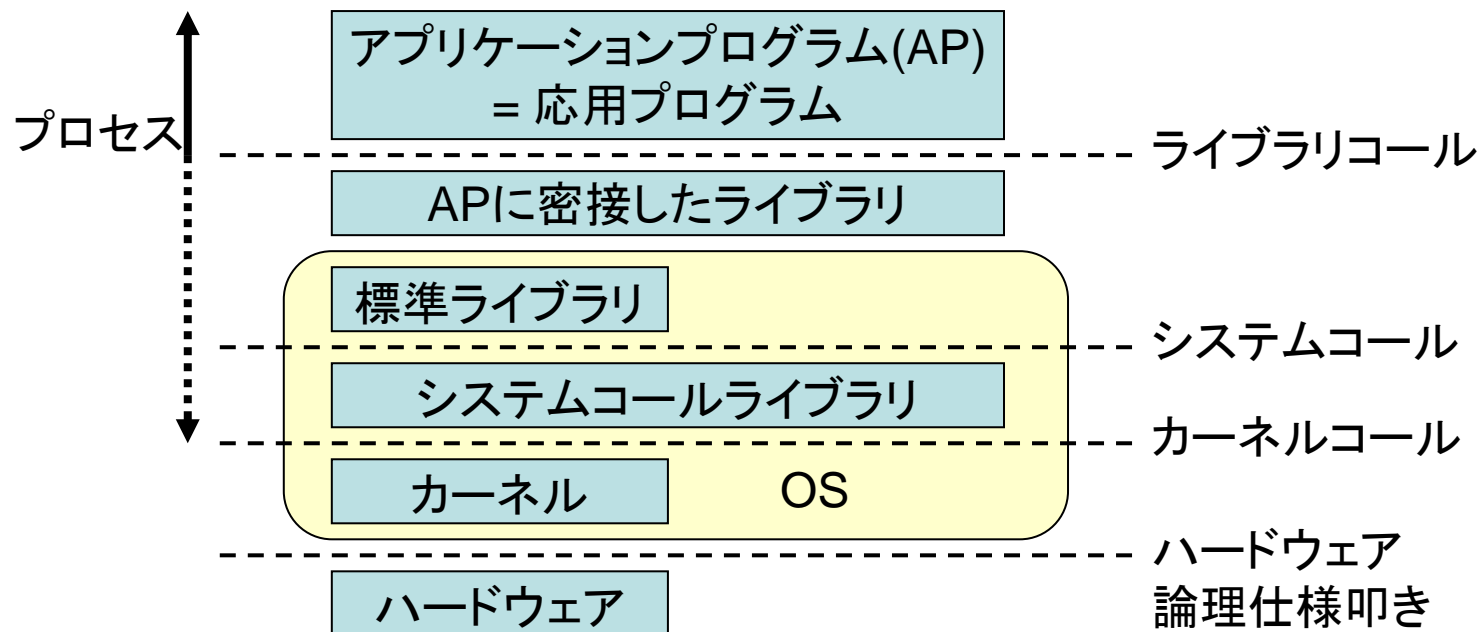 アプリケーションプログラム(AP)
= 応用プログラム
プロセス
ライブラリコール
APに密接したライブラリ
標準ライブラリ
システムコール
システムコールライブラリ
カーネルコール
カーネル
OS
ハードウェア
論理仕様叩き
ハードウェア